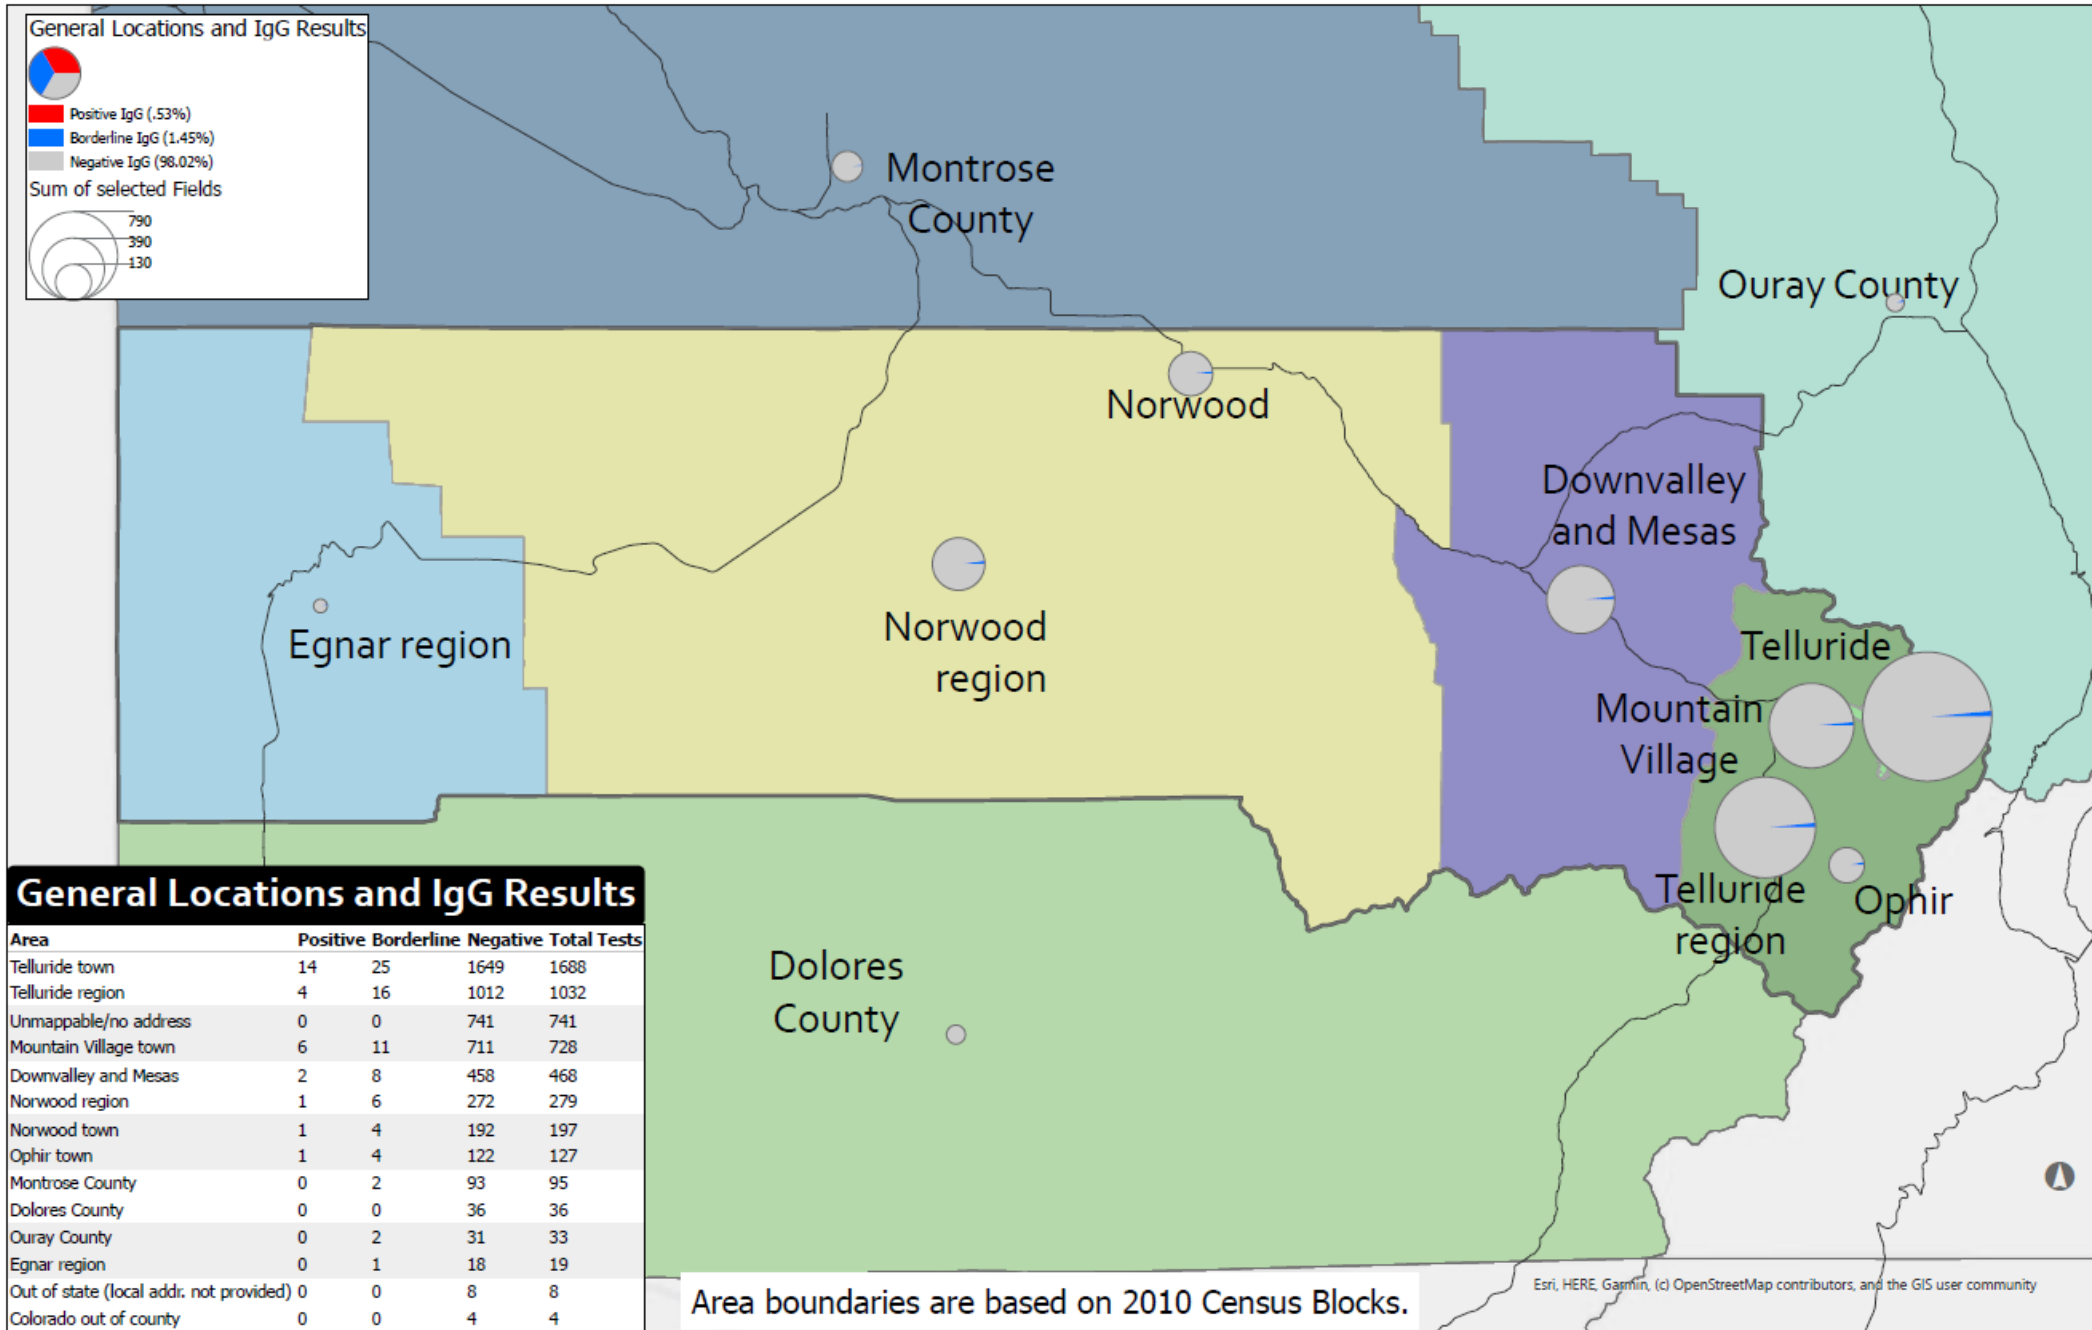 General Locations and IgG Results
Positive IgG (.53%)
Borderline IgG (1.45%)
Negative IgG (98.02%)
Sum of selected Fields
790
390
130
Montrose
County
Ouray County
Norwood
Downvalley
and Mesas
Egnar region
Norwood
region
Telluride
Mountain
Village
Telluride
region
Ophir
Dolores
County
General Locations and IgG Results
Area Positive Borderline Negative Total Tests
Telluride town 14 25 1649 1688
Telluride region 4 16 1012 1032
Unmappable/no address 0 0 741 741
Mountain Village town 6 11 711 728
Downvalley and Mesas 2 8 458 468
Norwood region 1 6 272 279
Norwood town 1 4 192 197
Ophir town 1 4 122 127
Montrose County 0 2 93 95
Dolores County 0 0 36 36
Ouray County 0 2 31 33
Egnar region 0 1 18 19
Out of state (local addr. not provided) 0 0 8 8
Colorado out of county 0 0 4 4
Area boundaries are based on 2010 Census Blocks.
Esri, HERE, Garmin, (c) OpenStreetMap contributors, and the GIS user community